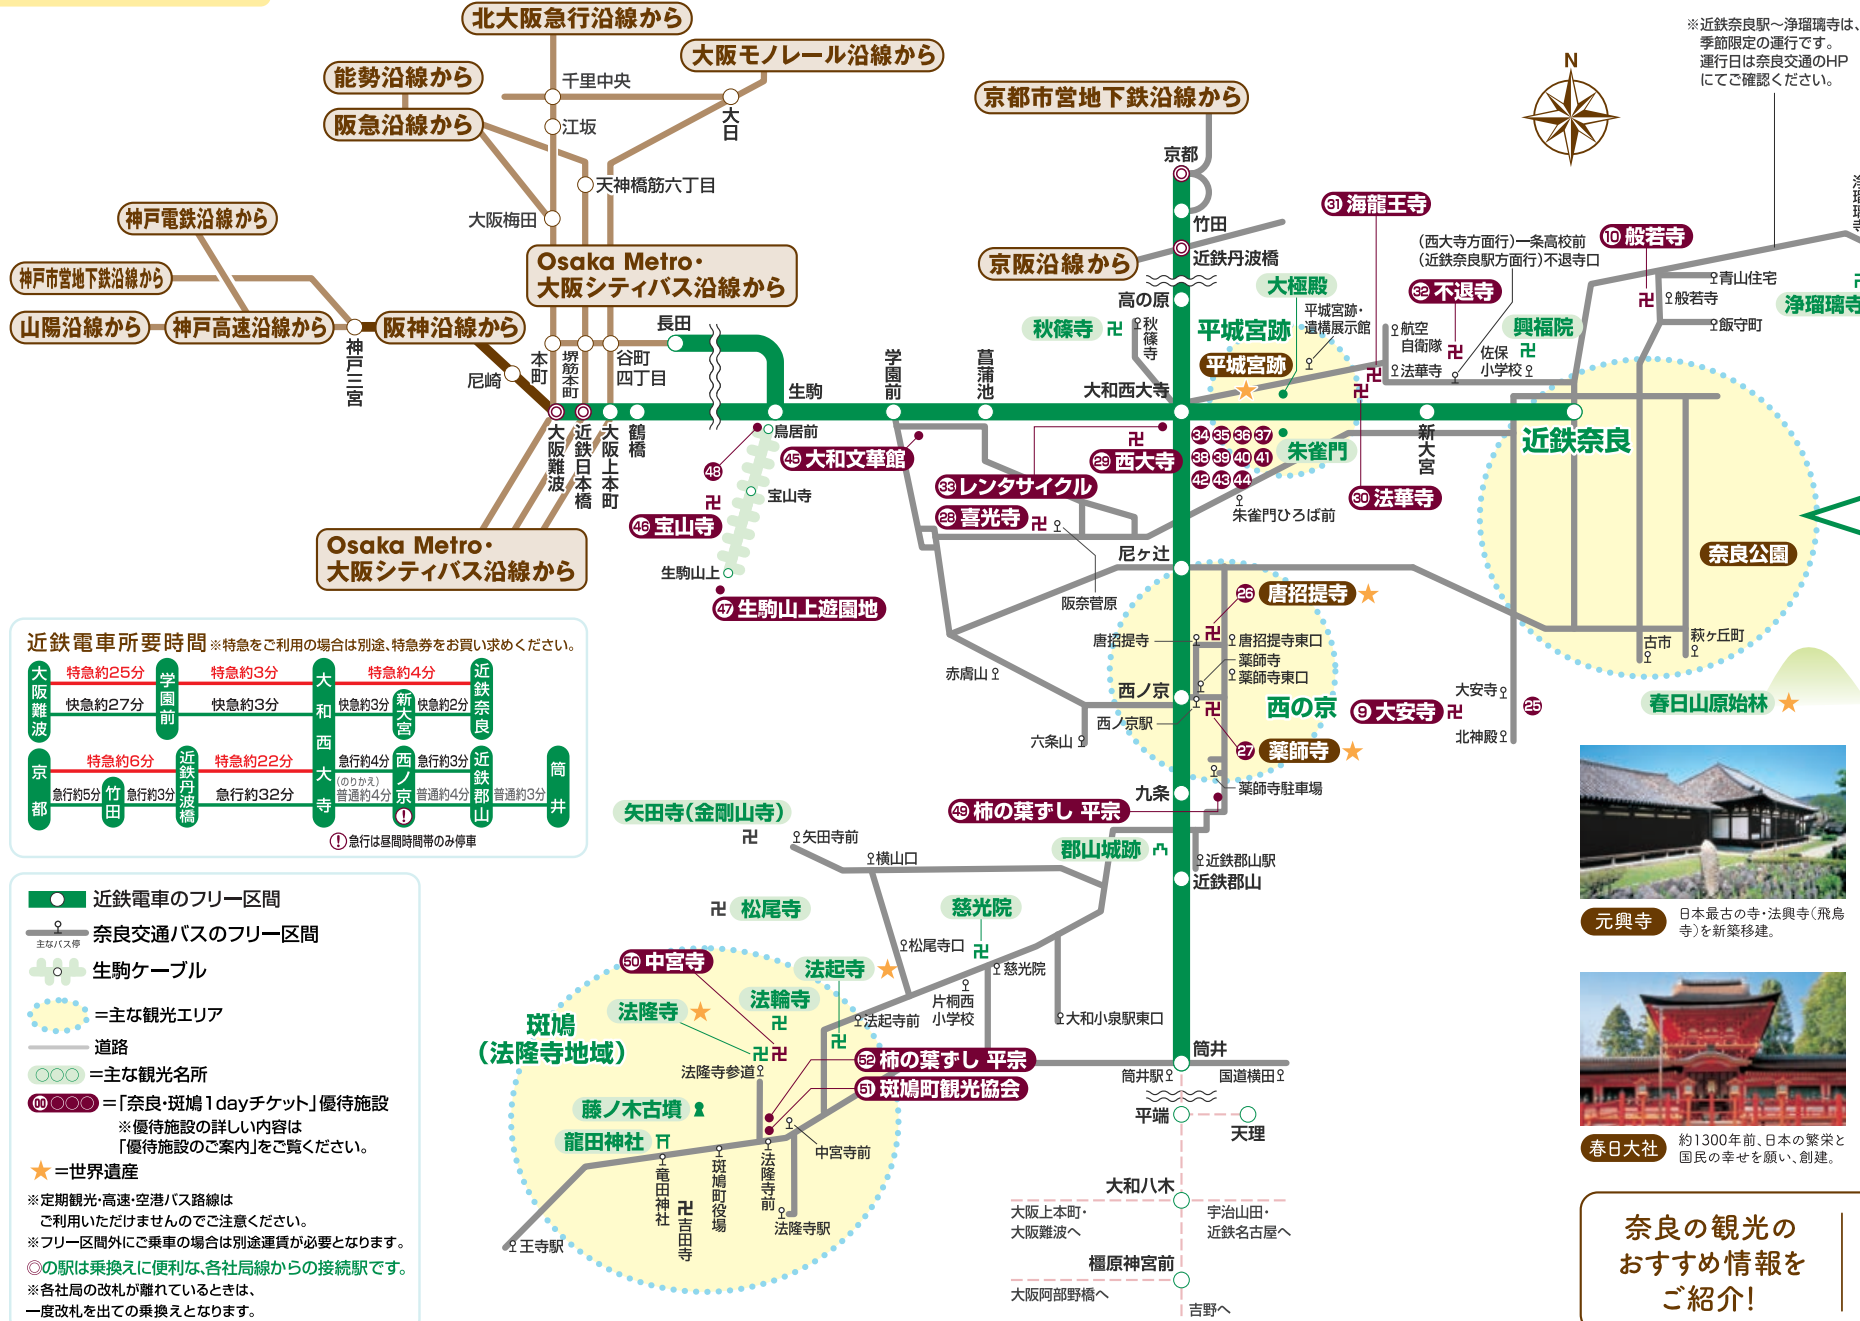 北大阪急行沿線から
大阪モノレール沿線から
能勢沿線から
阪急沿線から
千里中央
江坂
大日
天神橋筋六丁目
大阪梅田
神戸電鉄沿線から
神戸市営地下鉄沿線から
山陽沿線から
神戸高速沿線から
神戸三宮
阪神沿線から
尼崎
Osaka Metro・
大阪シティバス沿線から
本町
堺筋本町
谷町
四丁目
長田
大阪難波
近鉄日本橋
大阪上本町
鶴橋
Osaka Metro・
大阪シティバス沿線から
生駒
鳥居前
宝山寺
生駒山上
48
46 宝山寺
47 生駒山上遊園地
45 大和文華館
学園前
菖蒲池
京都市営地下鉄沿線から
京都
竹田
近鉄丹波橋
京阪沿線から
高の原
秋篠寺
秋篠寺
大和西大寺
平城宮跡
平城宮跡
大極殿
平城宮跡・
遺構展示館
31 海龍王寺
(西大寺方面行)一条高校前
(近鉄奈良駅方面行)不退寺口
32 不退寺
航空
自衛隊
法華寺
佐保
小学校
興福院
10 般若寺
般若寺
青山住宅
飯守町
浄瑠璃寺
N
※近鉄奈良駅〜浄瑠璃寺は、
季節限定の運行です。
運行日は奈良交通のHP
にてご確認ください。
29 西大寺
33 レンタサイクル
28 喜光寺
34 35 36 37
38 39 40 41
42 43 44
朱雀門
朱雀門ひろば前
30 法華寺
新大宮
近鉄奈良
奈良公園
尼ヶ辻
阪奈菅原
26 唐招提寺
唐招提寺
唐招提寺東口
薬師寺
薬師寺東口
赤膚山
西ノ京
西の京
西ノ京駅
六条山
27 薬師寺
薬師寺駐車場
9 大安寺
大安寺
北神殿
25
古市
萩ヶ丘町
春日山原始林
九条
49 柿の葉ずし 平宗
郡山城跡
近鉄郡山駅
近鉄郡山
矢田寺(金剛山寺)
矢田寺前
横山口
松尾寺
松尾寺口
慈光院
慈光院
片桐西
小学校
大和小泉駅東口
50 中宮寺
法起寺
法起寺前
法隆寺
法輪寺
斑鳩
(法隆寺地域)
法隆寺参道
52 柿の葉ずし 平宗
51 斑鳩町観光協会
藤ノ木古墳
龍田神社
中宮寺前
竜田神社
吉田寺
斑鳩町役場
法隆寺前
法隆寺駅
王寺駅
筒井
筒井駅
国道横田
平端
天理
大和八木
大阪上本町・
大阪難波へ
宇治山田・
近鉄名古屋へ
橿原神宮前
大阪阿部野橋へ
吉野へ
近鉄電車所要時間 ※特急をご利用の場合は別途、特急券をお買い求めください。
大阪難波 特急約25分 学園前 特急約3分 大和西大寺 特急約4分 近鉄奈良
快急約27分 快急約3分 快急約3分 新大宮 快急約2分
京都 特急約6分 近鉄丹波橋 特急約22分 急行約4分 西ノ京 急行約3分 近鉄郡山 筒井
急行約5分 竹田 急行約3分 急行約32分 (のりかえ) 普通約4分 普通約4分 普通約3分
! 急行は昼間時間帯のみ停車
近鉄電車のフリー区間
主なバス停 奈良交通バスのフリー区間
生駒ケーブル
=主な観光エリア
道路
○○○=主な観光名所
00 ○○○=「奈良・斑鳩1dayチケット」優待施設
※優待施設の詳しい内容は
「優待施設のご案内」をご覧ください。
★=世界遺産
※定期観光・高速・空港バス路線は
ご利用いただけませんのでご注意ください。
※フリー区間外にご乗車の場合は別途運賃が必要となります。
◎の駅は乗換えに便利な、各社局線からの接続駅です。
※各社局の改札が離れているときは、
一度改札を出ての乗換えとなります。
元興寺
日本最古の寺・法興寺(飛鳥
寺)を新築移建。
春日大社
約1300年前、日本の繁栄と
国民の幸せを願い、創建。
奈良の観光の
おすすめ情報を
ご紹介!